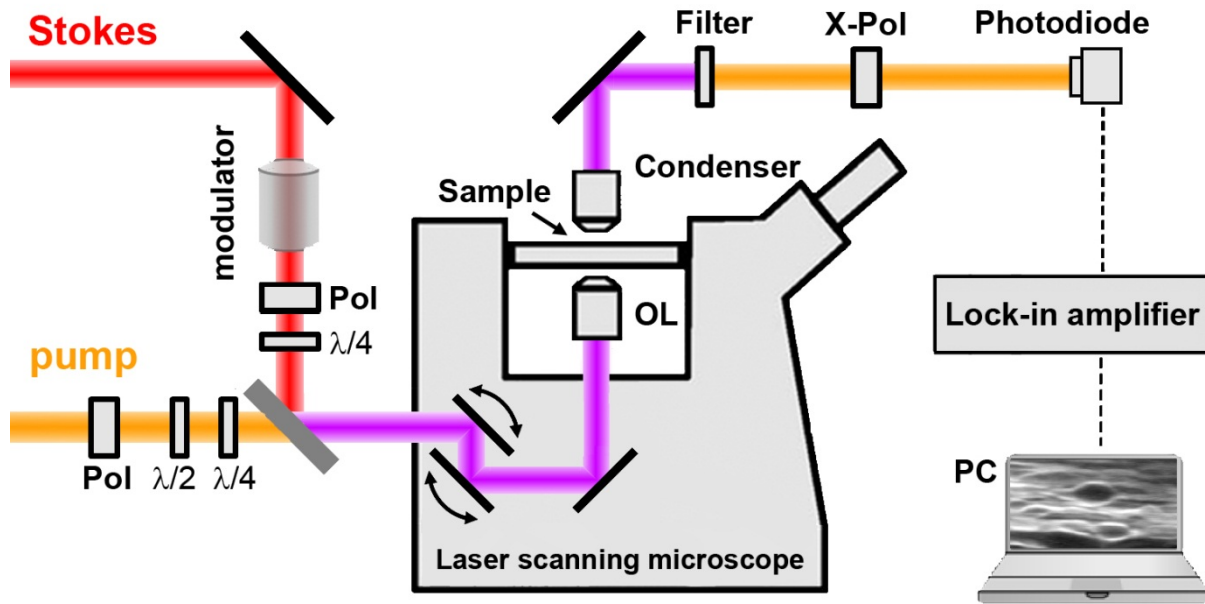 Stokes
Filter
X-Pol
Photodiode
modulator
Condenser
Sample
Pol
λ/4
OL
Lock-in amplifier
pump
Pol
λ/2
λ/4
PC
Laser scanning microscope